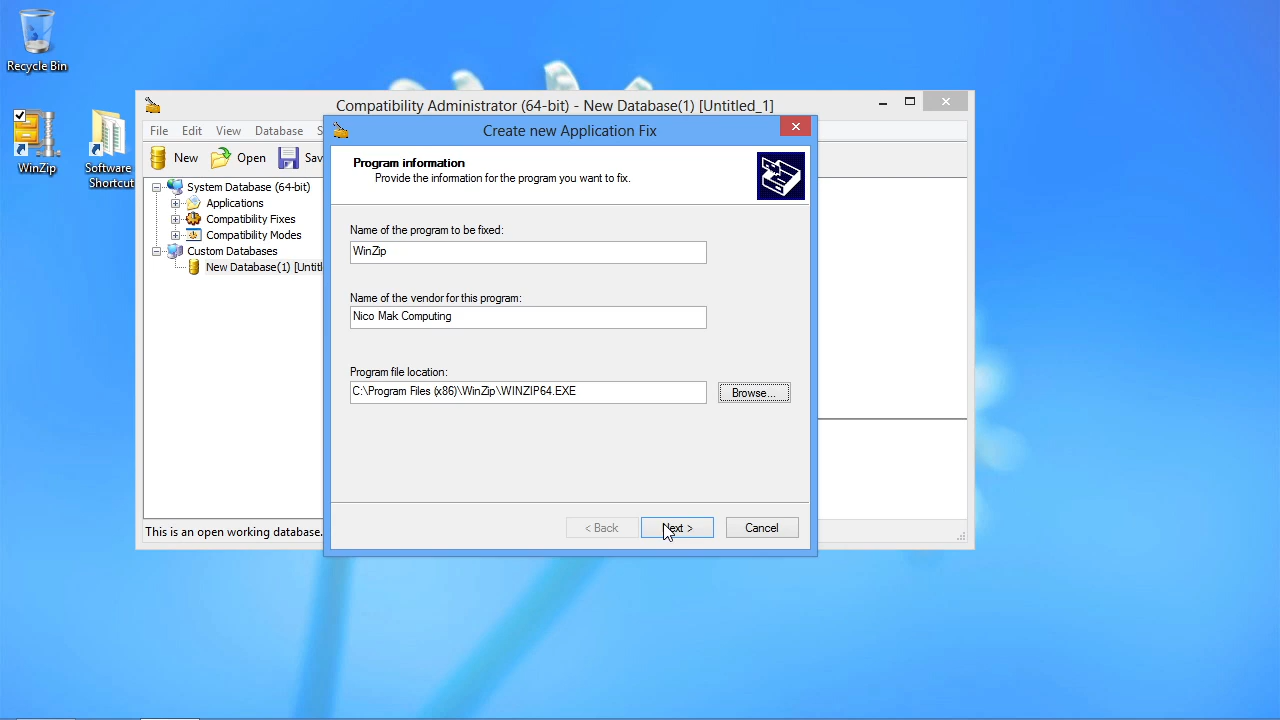 Recycle Bin
WinZip
Software
Shortcut
Compatibility Administrator (64-bit) - New Database(1) [Untitled_1]
File Edit View Database S
New Open Sav
System Database (64-bit)
Applications
Compatibility Fixes
Compatibility Modes
Custom Databases
New Database(1) [Untitl
This is an open working database.
Create new Application Fix
Program information
Provide the information for the program you want to fix.
Name of the program to be fixed:
WinZip
Name of the vendor for this program:
Nico Mak Computing
Program file location:
C:\Program Files (x86)\WinZip\WINZIP64.EXE
Browse...
< Back Next > Cancel